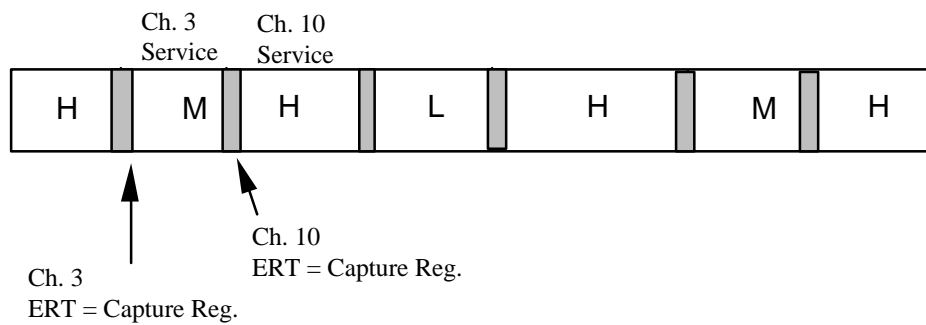 Ch. 3
Service
Ch. 10
Service
H
M
H
L
H
M
H
Ch. 10
ERT = Capture Reg.
Ch. 3
ERT = Capture Reg.